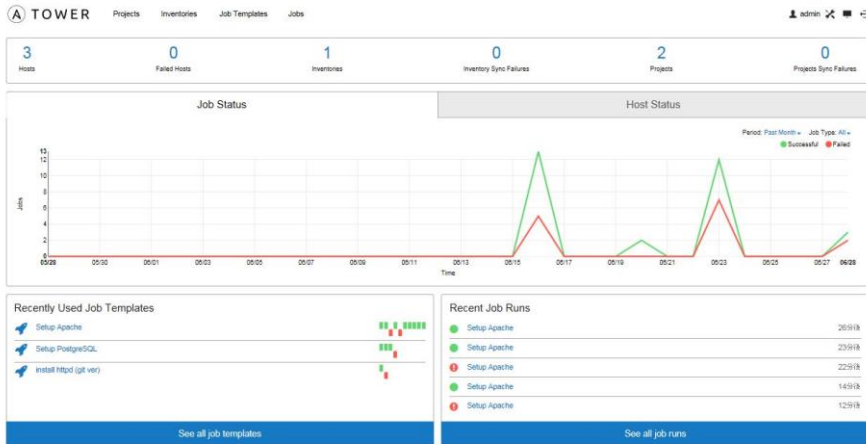 A TOWER Projects Inventories Job Templates Jobs admin
3 0 1 0 2 0
Hosts Failed Hosts Inventories Inventory Sync Failures Projects Projects Sync Failures
Job Status Host Status
Period: Past Month Job Type: All
Successful Failed
13
12
10
8
6
4
2
0
Jobs
05/29 05/30 06/01 06/03 06/05 06/07 06/09 06/11 06/13 06/15 06/17 06/19 06/21 06/23 06/25 06/27 06/28
Time
Recently Used Job Templates
Setup Apache
Setup PostgreSQL
install httpd (git ver)
See all job templates
Recent Job Runs
Setup Apache
Setup Apache
Setup Apache
Setup Apache
Setup Apache
See all job runs